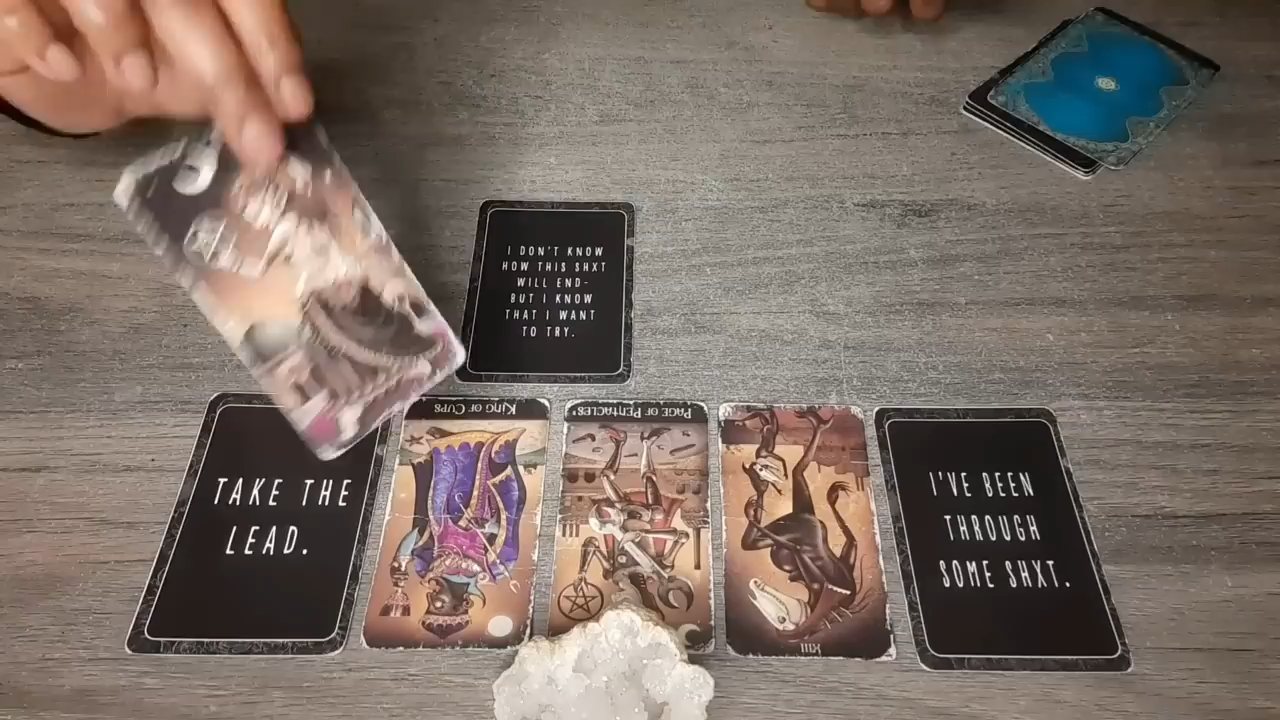 I DON'T KNOW
HOW THIS SHXT
WILL END-
BUT I KNOW
THAT I WANT
TO TRY.
TAKE THE
LEAD.
KING OF CUPS
PAGE OF PENTACLES
XIII
I'VE BEEN
THROUGH
SOME SHXT.